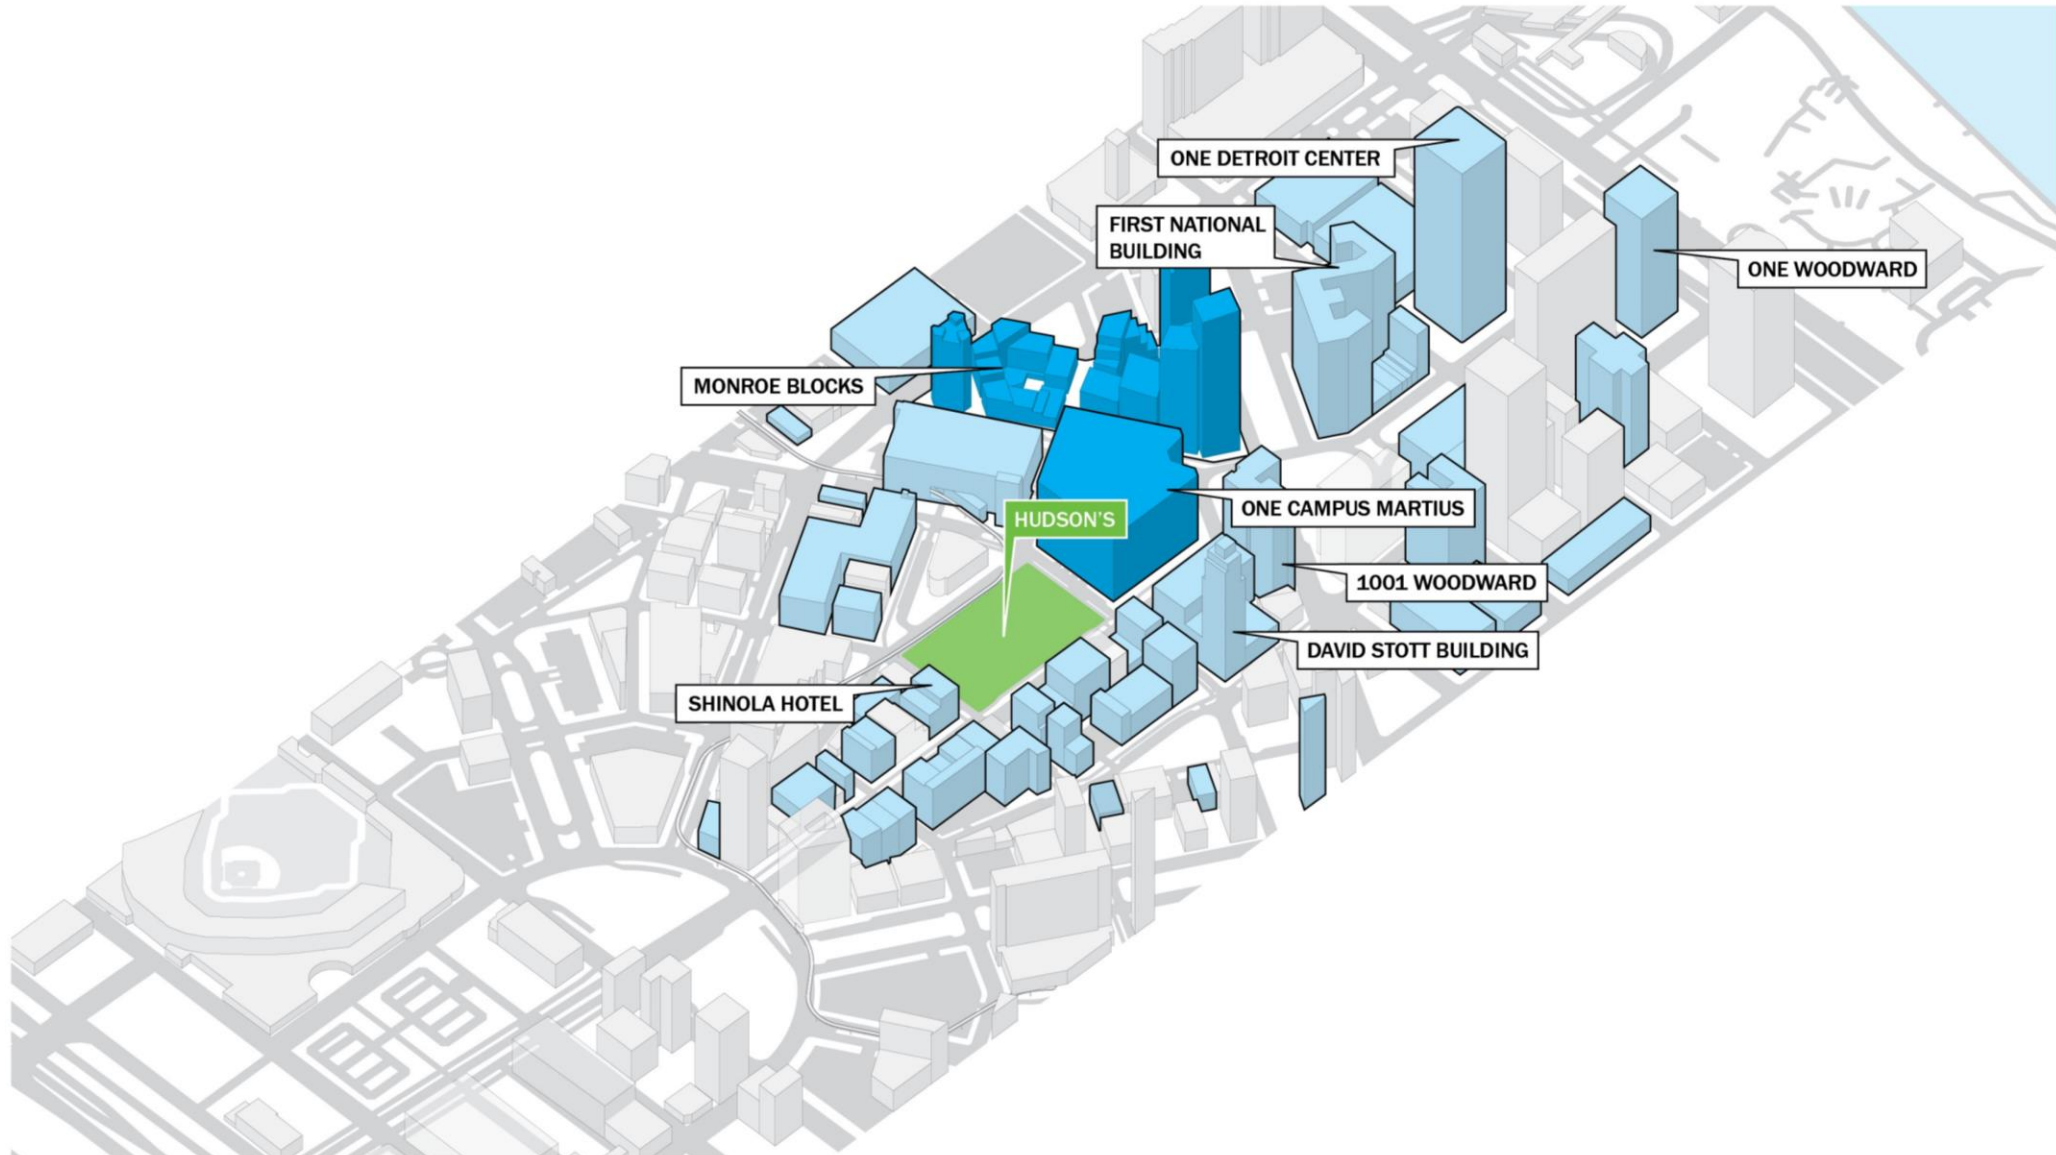 ONE DETROIT CENTER
FIRST NATIONAL
BUILDING
ONE WOODWARD
MONROE BLOCKS
ONE CAMPUS MARTIUS
HUDSON'S
1001 WOODWARD
DAVID STOTT BUILDING
SHINOLA HOTEL